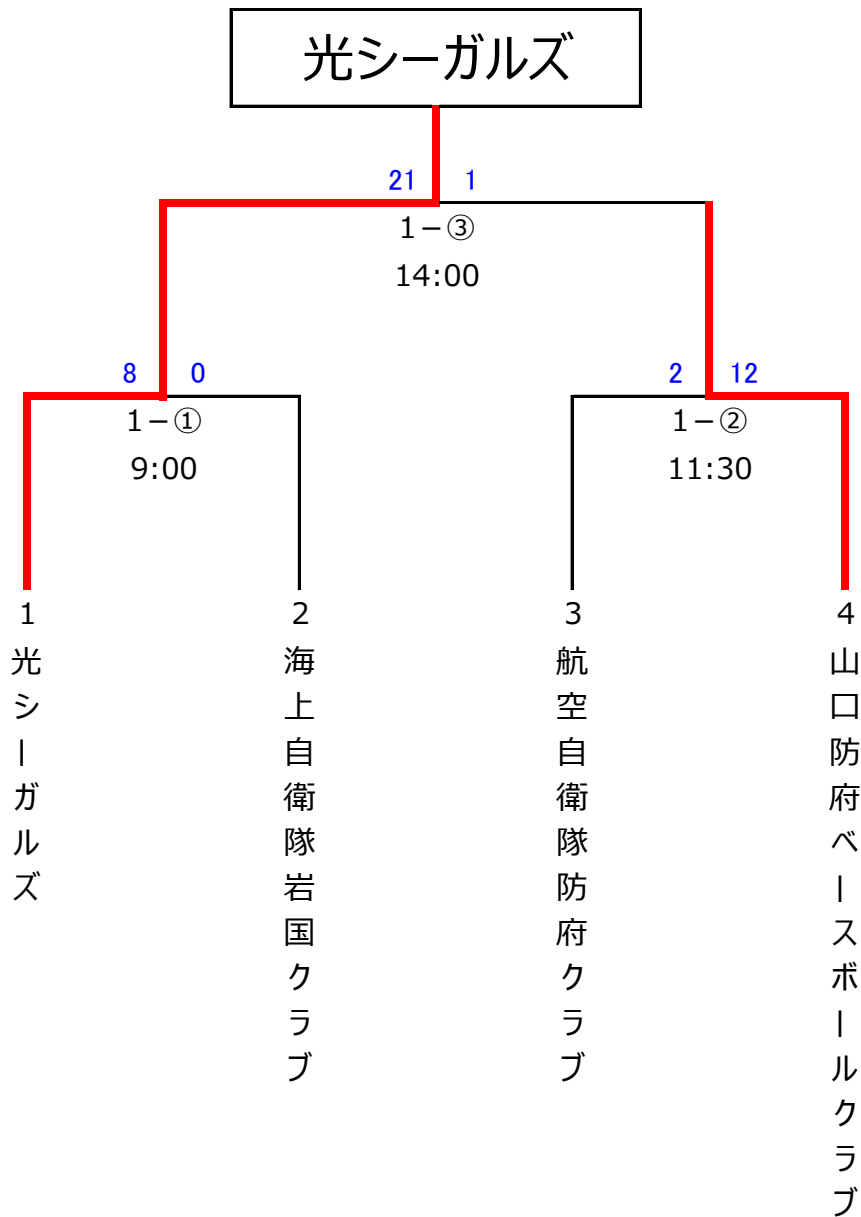 光シーガルズ
21 1
1－③
14:00
8 0
1－①
9:00
2 12
1－②
11:30
1
光シーガルズ
2
海上自衛隊岩国クラブ
3
航空自衛隊防府クラブ
4
山口防府ベースボールクラブ